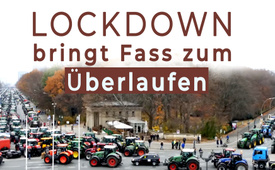 LOCKDOWN
bringt Fass zum
Überlaufen